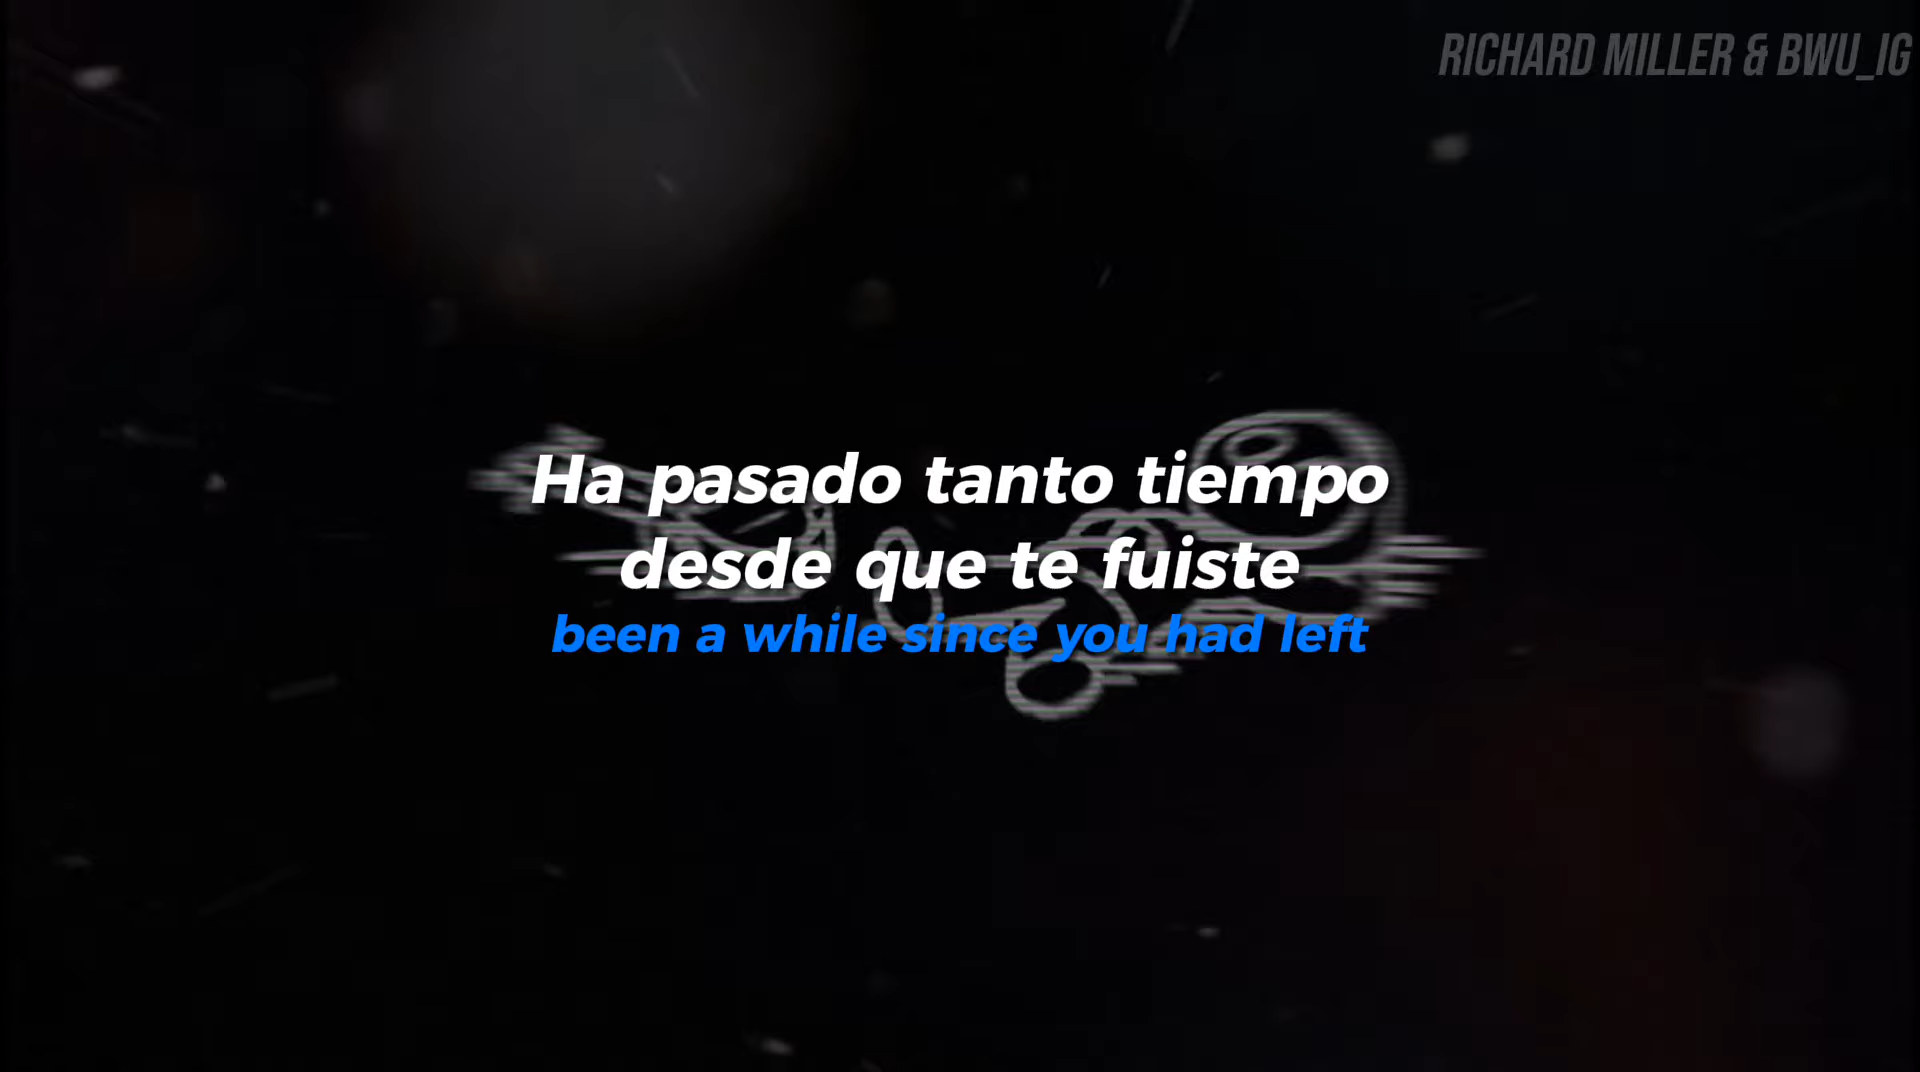 RICHARD MILLER & BWU_IG
Ha pasado tanto tiempo
desde que te fuiste
been a while since you had left